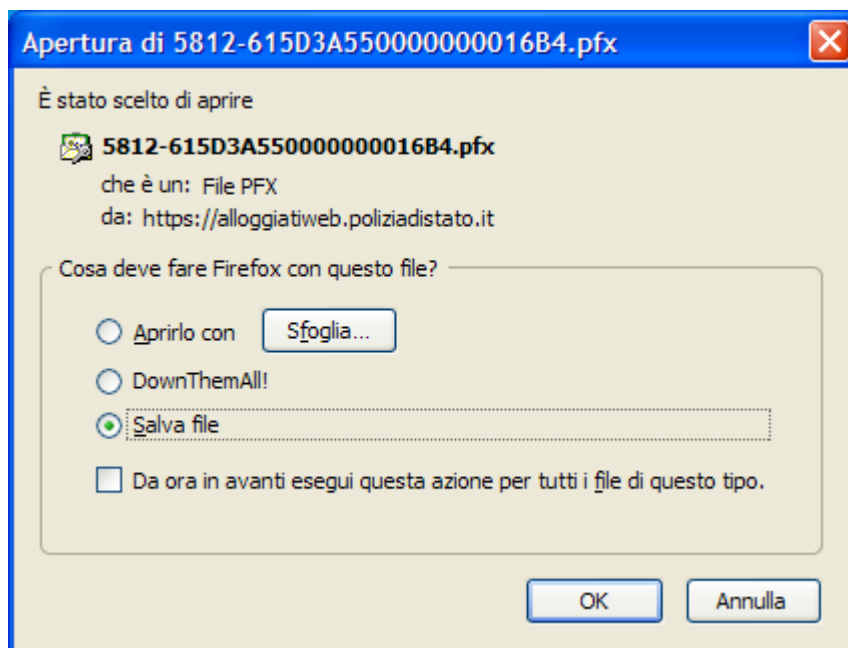 Apertura di 5812-615D3A550000000016B4.pfx
È stato scelto di aprire
5812-615D3A550000000016B4.pfx
che è un: File PFX
da: https://alloggiatiweb.poliziadistato.it
Cosa deve fare Firefox con questo file?
Aprirlo con Sfoglia...
DownThemAll!
Salva file
Da ora in avanti esegui questa azione per tutti i file di questo tipo.
OK Annulla